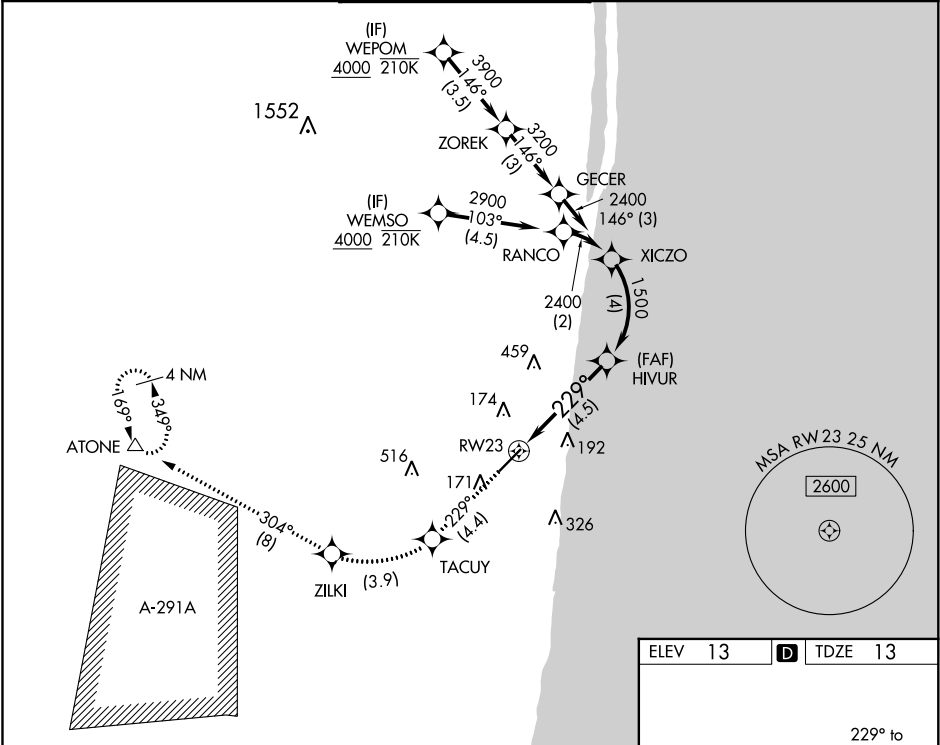 (IF)
WEPOM
4000 210K
3900
146°
(3.5)
1552
ZOREK
3200
146°
(3)
GECER
2400
146° (3)
(IF)
WEMSO
4000 210K
2900
103°
(4.5)
RANCO
XICZO
2400
(2)
1500
(4)
459
(FAF)
HIVUR
4 NM
169°
349°
174
229°
(4.5)
ATONE
RW23
192
MSA RW 23 25 NM
2600
516
171
229°
(4.4)
326
304°
(8)
TACUY
ZILKI
(3.9)
A-291A
ELEV 13 D TDZE 13
229° to